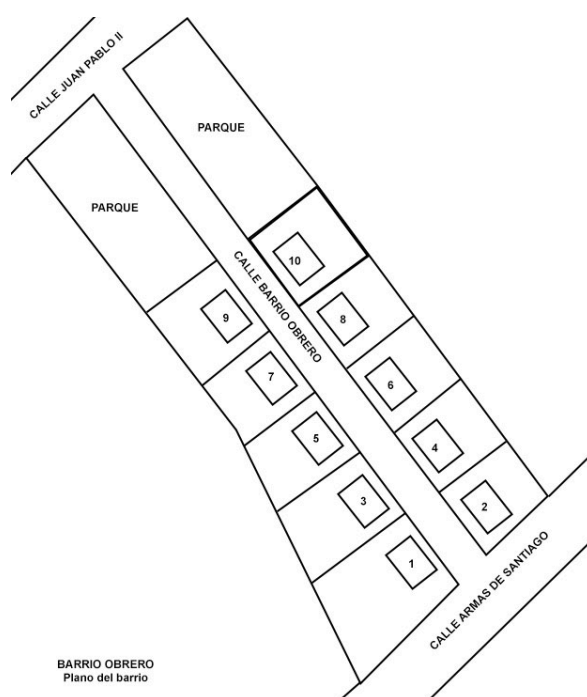 CALLE JUAN PABLO II
PARQUE
PARQUE
10
CALLE BARRIO OBRERO
9
8
7
6
5
4
3
2
1
CALLE ARMAS DE SANTIAGO
BARRIO OBRERO
Plano del barrio